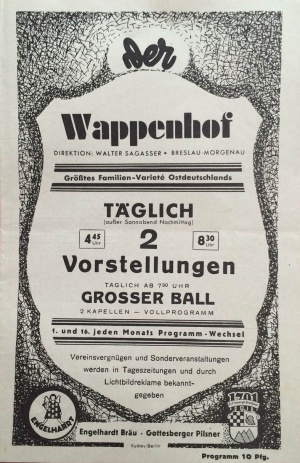 Der
Wappenhof
DIREKTION: WALTER SAGASSER • BRESLAU-MORGENAU
Größtes Familien-Varieté Ostdeutschlands
TÄGLICH
(außer Sonnabend Nachmittag)
4 45 Uhr 2 8 30 Uhr
Vorstellungen
TÄGLICH AB 7 30 UHR
GROSSER BALL
2 KAPELLEN — VOLLPROGRAMM
1. und 16. jeden Monats Programm-Wechsel
Vereinsvergnügen und Sonderveranstaltungen
werden in Tageszeitungen und durch
Lichtbildreklame bekannt-
gegeben
ENGELHARDT
Engelhardt Bräu - Gottesberger Pilsner
Programm 10 Pfg.